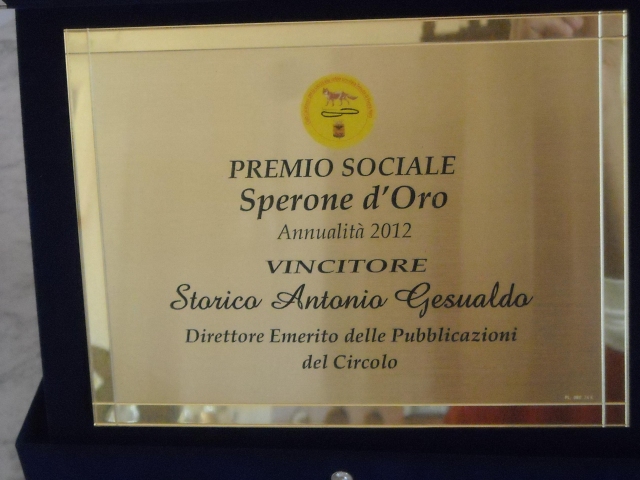 PREMIO SOCIALE
Sperone d'Oro
Annualità 2012
VINCITORE
Storico Antonio Gesualdo
Direttore Emerito delle Pubblicazioni
del Circolo